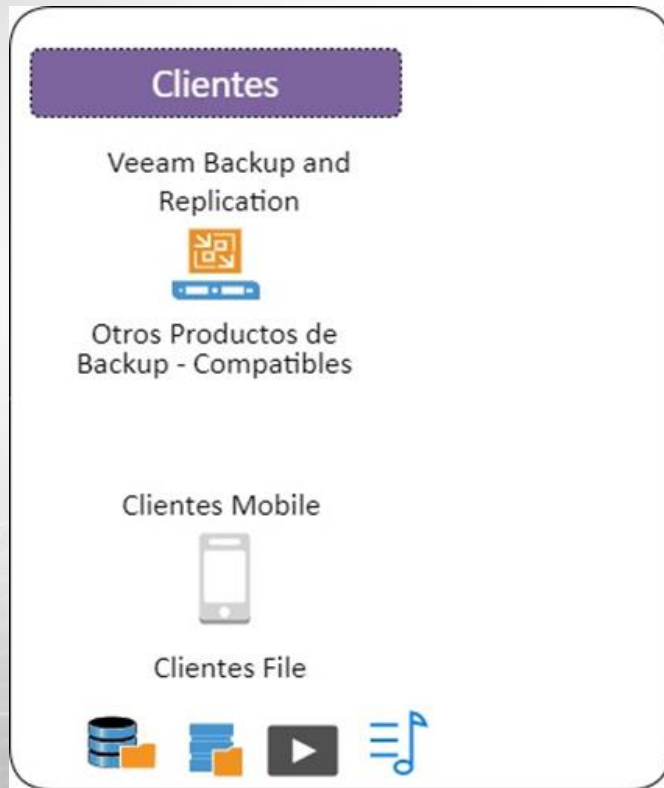 Clientes
Veeam Backup and
Replication
Otros Productos de
Backup - Compatibles
Clientes Mobile
Clientes File